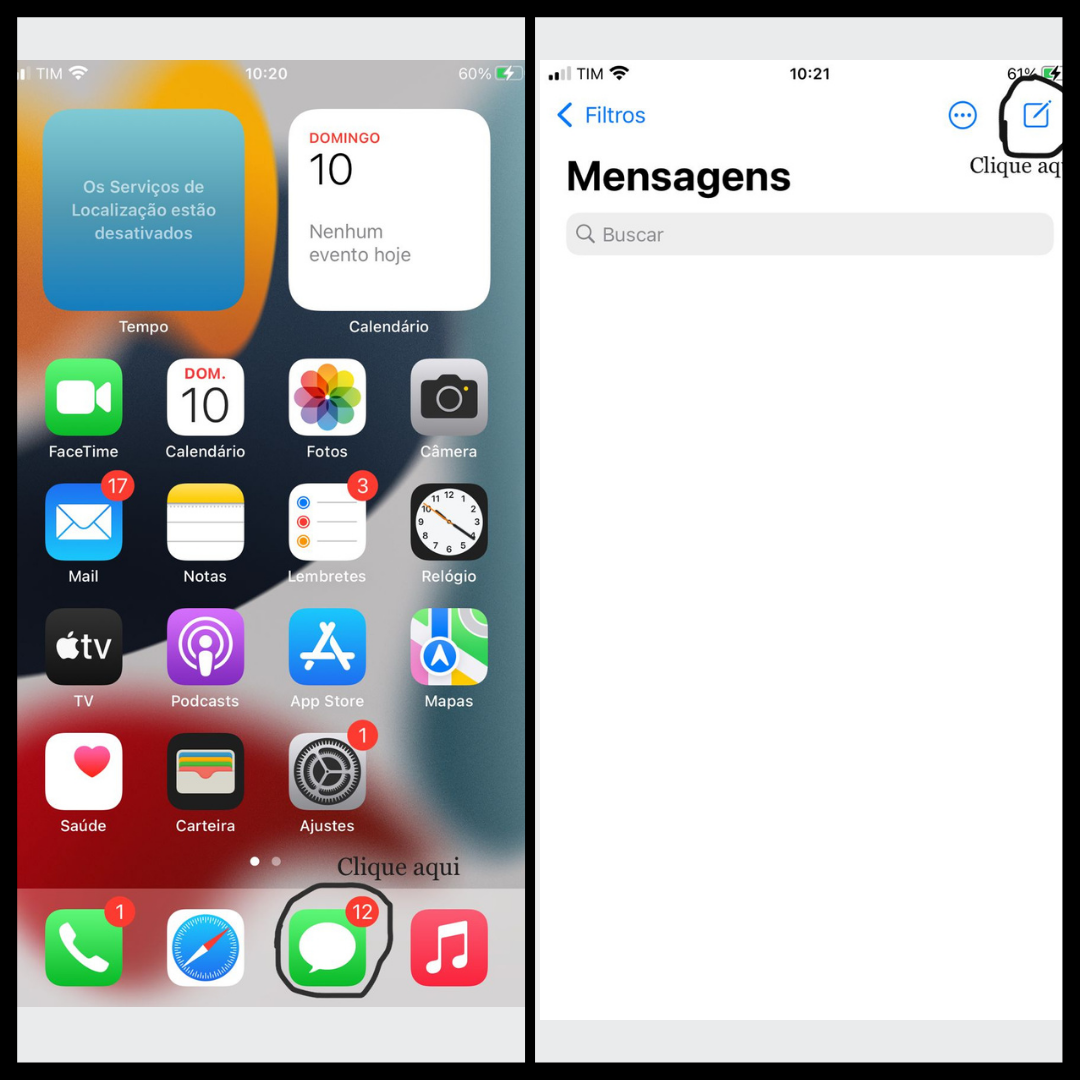 TIM
10:20
60%
Os Serviços de
Localização estão
desativados
Tempo
DOMINGO
10
Nenhum
evento hoje
Calendário
FaceTime
DOM.
10
Calendário
Fotos
Câmera
17
Mail
Notas
3
Lembretes
12
1
2
3
4
5
6
7
8
9
10
11
Relógio
tv
TV
Podcasts
App Store
Mapas
Saúde
Carteira
1
Ajustes
Clique aqui
1
12
TIM
10:21
61%
Filtros
Clique aq
Mensagens
Buscar